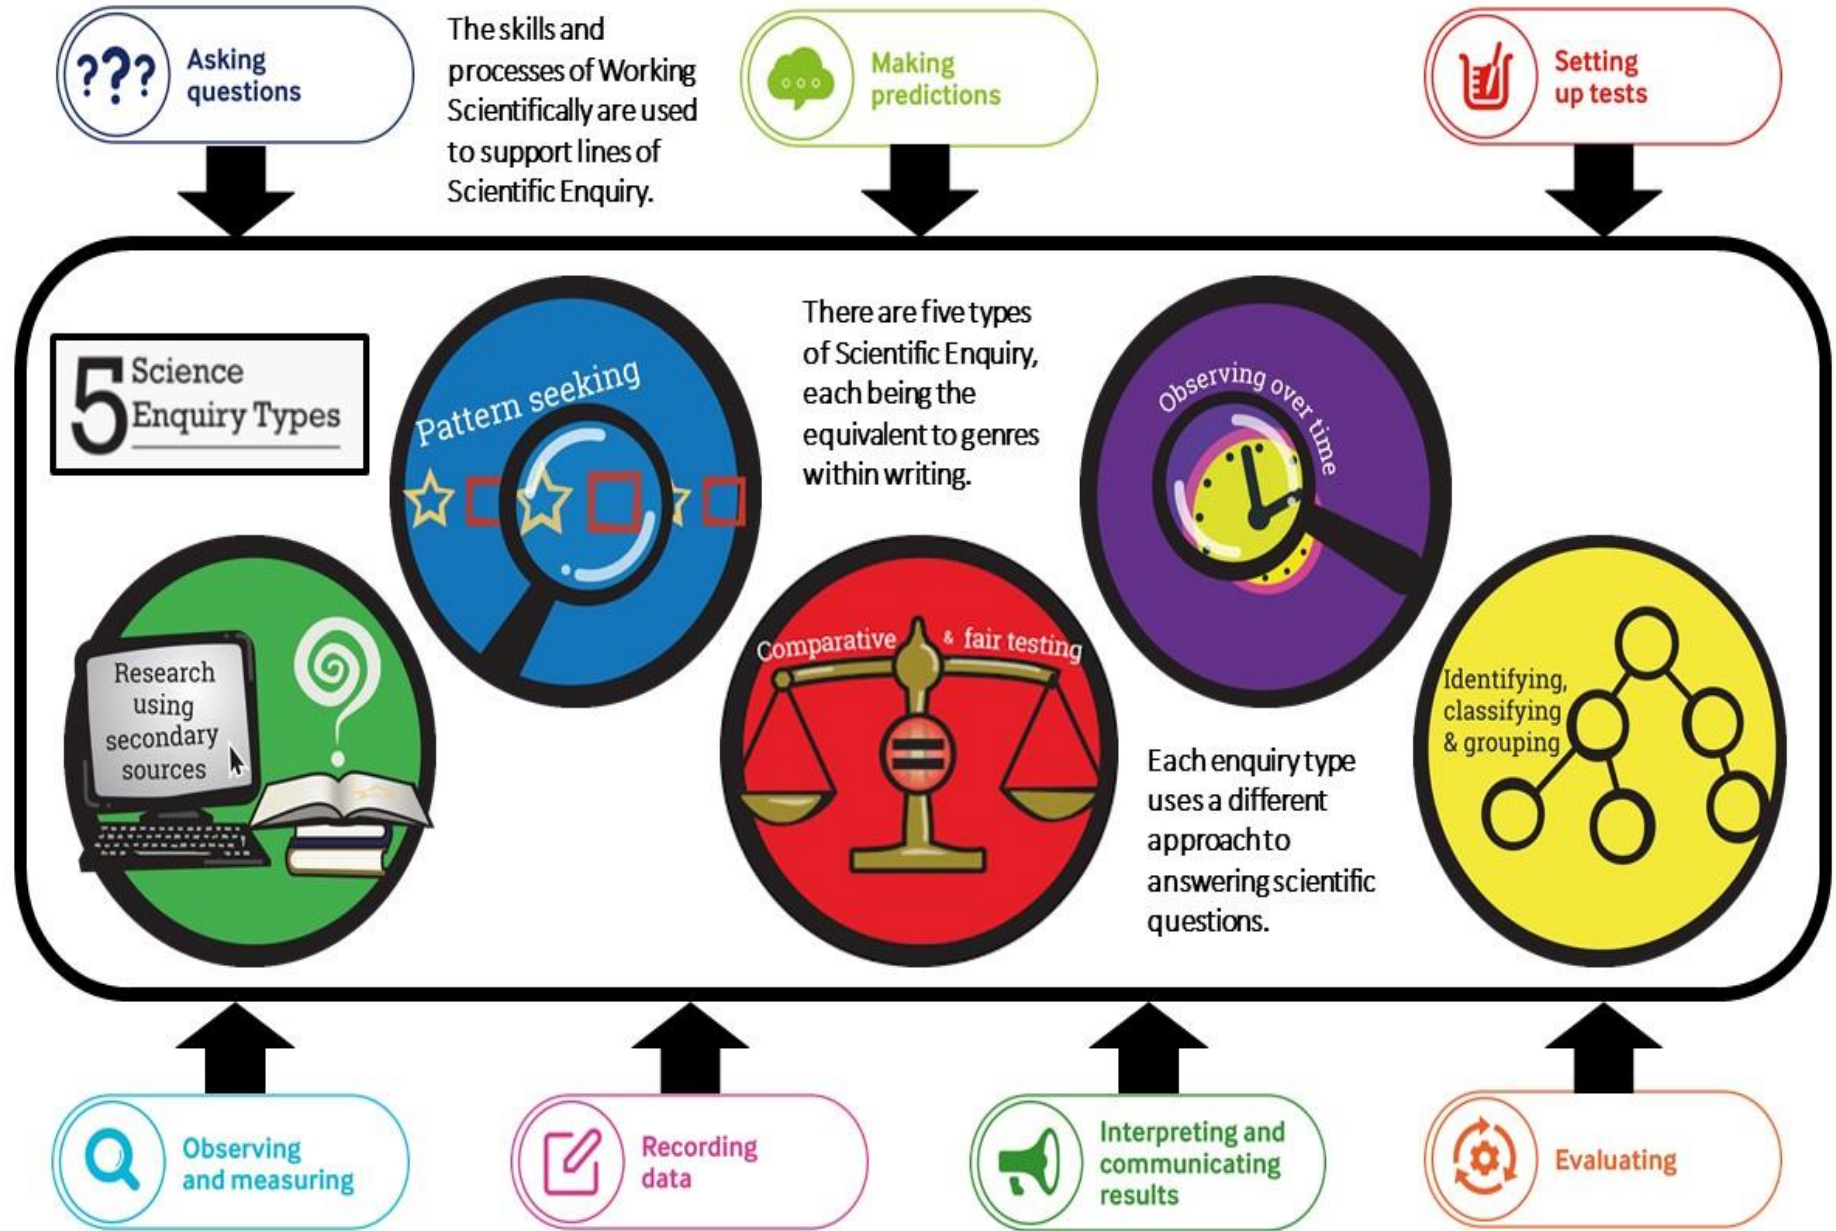 ???
Asking
questions
The skills and
processes of Working
Scientifically are used
to support lines of
Scientific Enquiry.
Making
predictions
Setting
up tests
5 Science
Enquiry Types
Pattern seeking
There are five types
of Scientific Enquiry,
each being the
equivalent to genres
within writing.
Observing over time
Research
using
secondary
sources
?
Comparative & fair testing
Each enquiry type
uses a different
approach to
answering scientific
questions.
Identifying,
classifying
& grouping
Observing
and measuring
Recording
data
Interpreting and
communicating
results
Evaluating